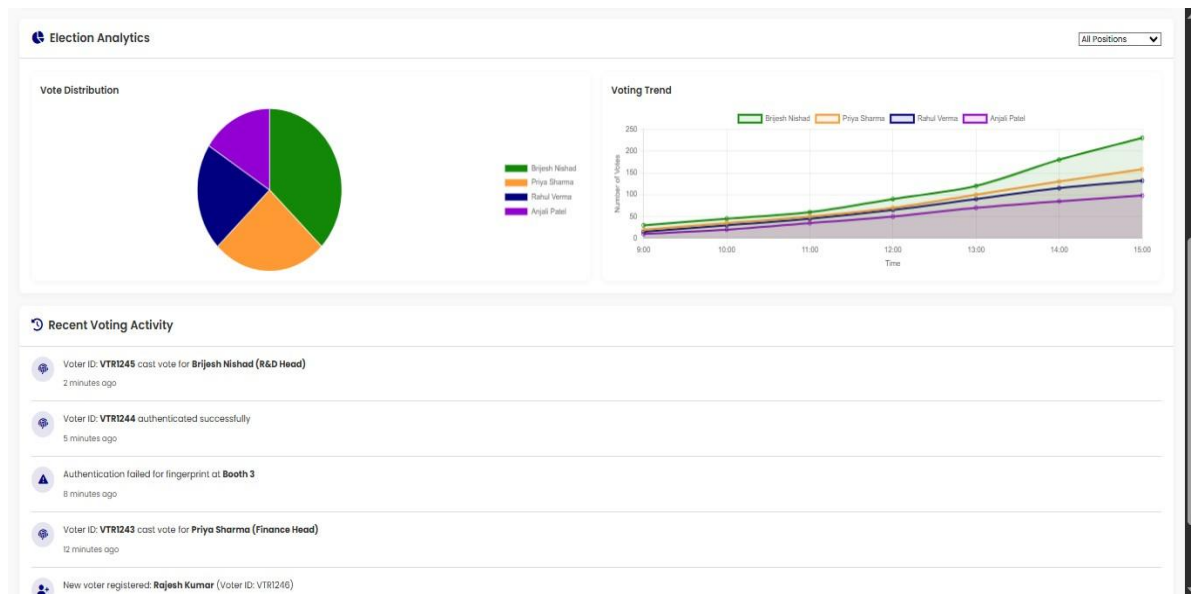 Election Analytics
All Positions
Vote Distribution
Brijesh Nishad
Priya Sharma
Rahul Verma
Anjali Patel
Voting Trend
Brijesh Nishad Priya Sharma Rahul Verma Anjali Patel
250
200
150
100
50
0
Number of Votes
9:00 10:00 11:00 12:00 13:00 14:00 15:00
Time
Recent Voting Activity
Voter ID: VTR1245 cast vote for Brijesh Nishad (R&D Head)
2 minutes ago
Voter ID: VTR1244 authenticated successfully
5 minutes ago
Authentication failed for fingerprint at Booth 3
8 minutes ago
Voter ID: VTR1243 cast vote for Priya Sharma (Finance Head)
12 minutes ago
New voter registered: Rajesh Kumar (Voter ID: VTR1246)